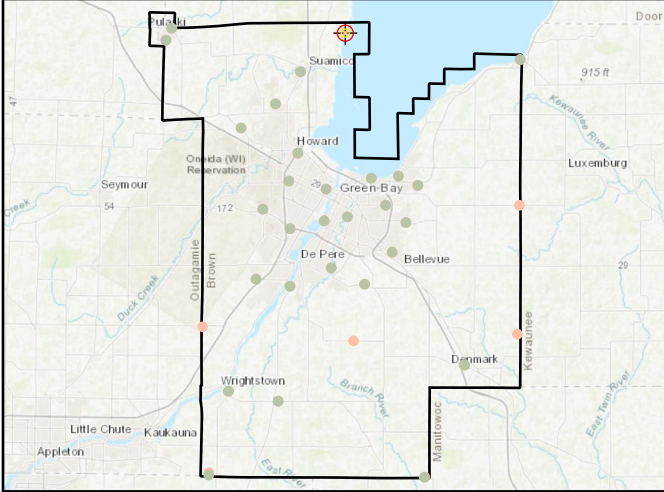 Door
Pulaski
Suamico
915 ft
47
Kewaunee River
Howard
Oneida (WI)
Reservation
Luxemburg
Seymour
29
Green Bay
Creek
54
172
De Pere
Bellevue
29
Outagamie
Brown
Duck Creek
Kewaunee
Denmark
Wrightstown
Branch River
East Twin River
Little Chute
Kaukauna
Manitowoc
Appleton
East River